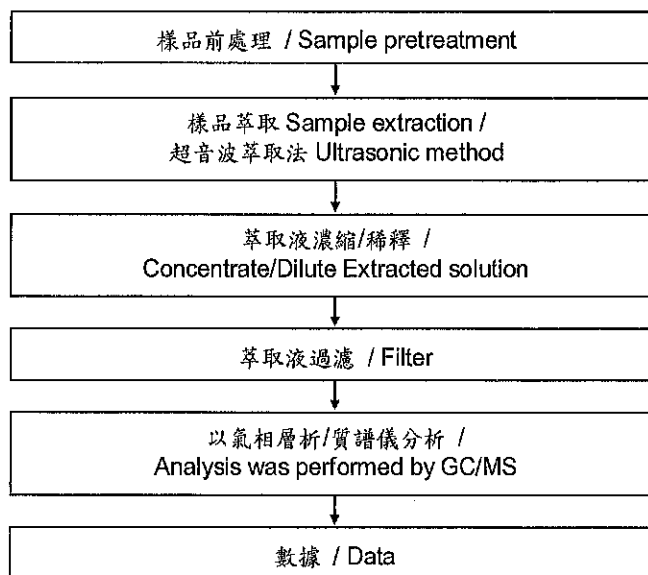 樣品前處理 / Sample pretreatment
樣品萃取 Sample extraction /
超音波萃取法 Ultrasonic method
萃取液濃縮/稀釋 /
Concentrate/Dilute Extracted solution
萃取液過濾 / Filter
以氣相層析/質譜儀分析 /
Analysis was performed by GC/MS
數據 / Data